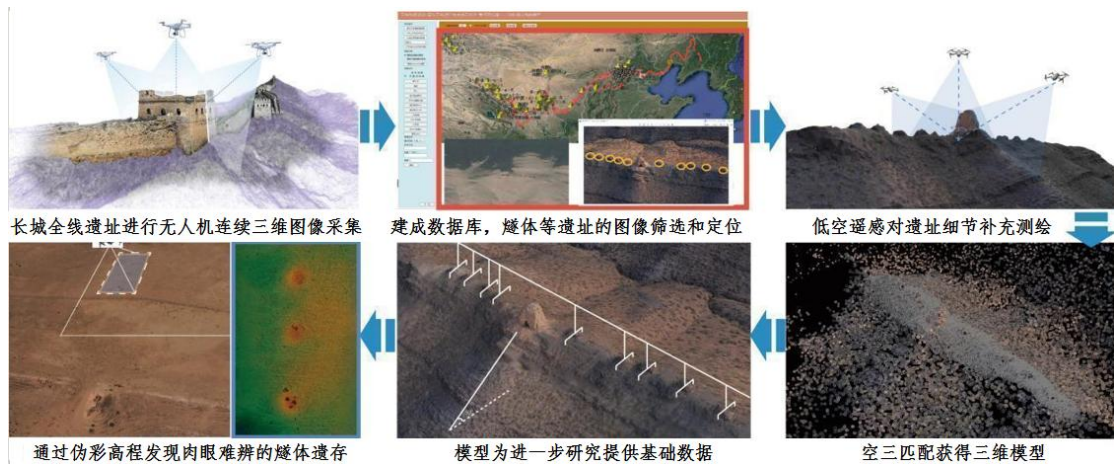 长城全线遗址进行无人机连续三维图像采集
建成数据库，燧体等遗址的图像筛选和定位
低空遥感对遗址细节补充测绘
通过伪彩高程发现肉眼难辨的燧体遗存
模型为进一步研究提供基础数据
空三匹配获得三维模型